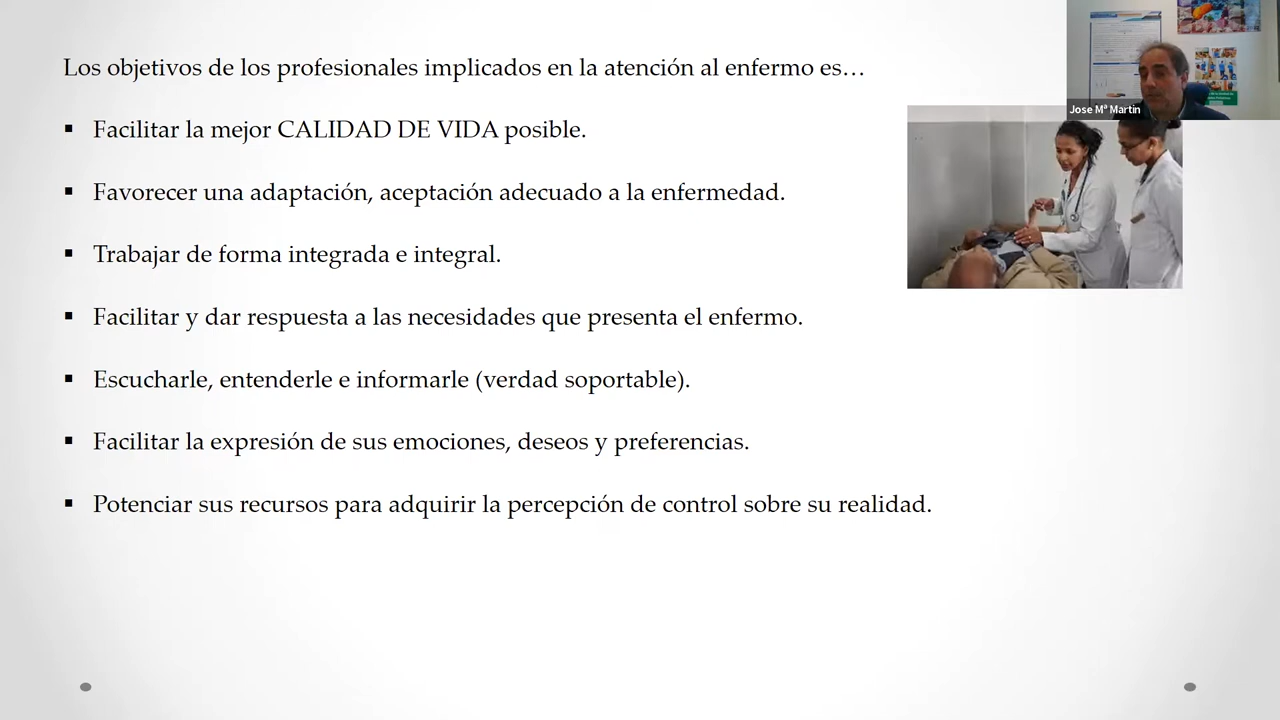 Los objetivos de los profesionales implicados en la atención al enfermo es…
Facilitar la mejor CALIDAD DE VIDA posible.
Favorecer una adaptación, aceptación adecuado a la enfermedad.
Trabajar de forma integrada e integral.
Facilitar y dar respuesta a las necesidades que presenta el enfermo.
Escucharle, entenderle e informarle (verdad soportable).
Facilitar la expresión de sus emociones, deseos y preferencias.
Potenciar sus recursos para adquirir la percepción de control sobre su realidad.
Jose Mª Martín